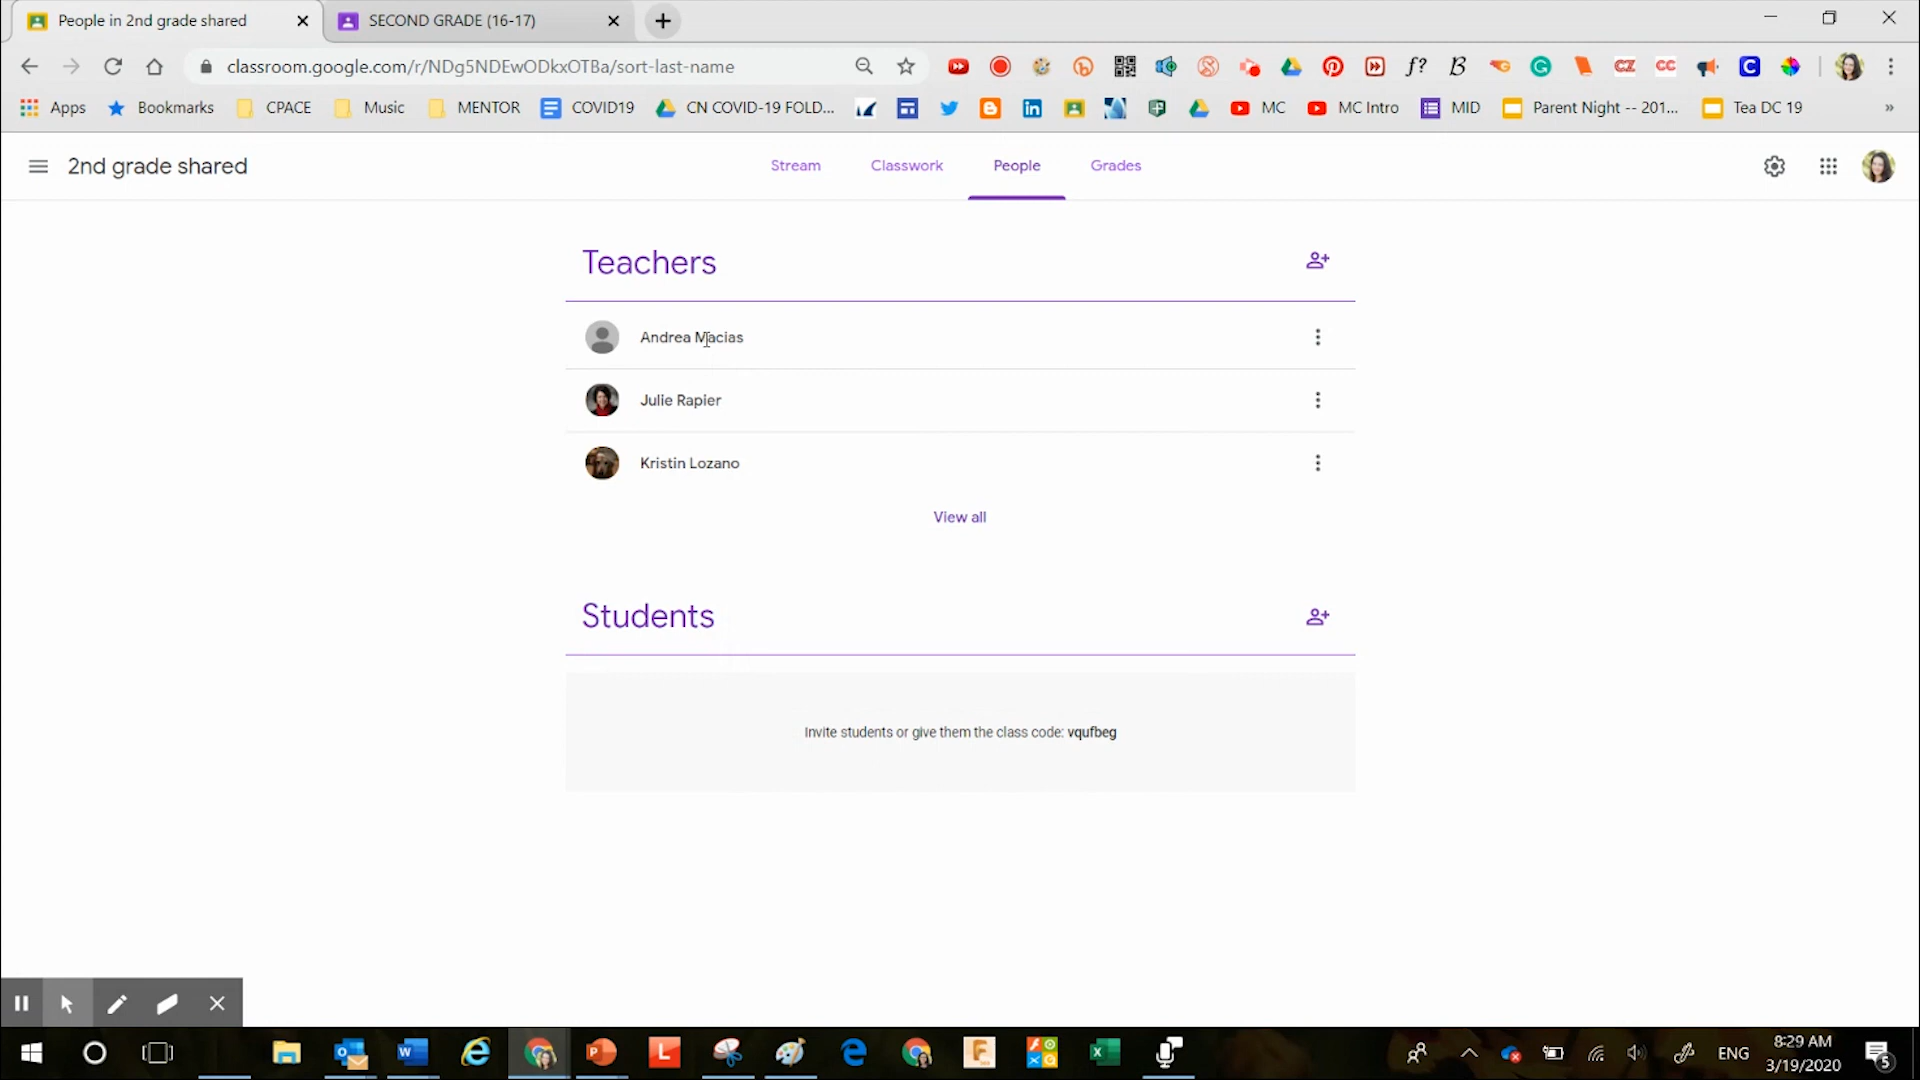 People in 2nd grade shared
SECOND GRADE (16-17)
classroom.google.com/r/NDg5NDEwODkxOTBa/sort-last-name
Apps
Bookmarks
CPACE
Music
MENTOR
COVID19
CN COVID-19 FOLD...
MC
MC Intro
MID
Parent Night -- 201...
Tea DC 19
2nd grade shared
Stream
Classwork
People
Grades
Teachers
Andrea Macias
Julie Rapier
Kristin Lozano
View all
Students
Invite students or give them the class code: vqufbeg
ENG
8:29 AM
3/19/2020
5